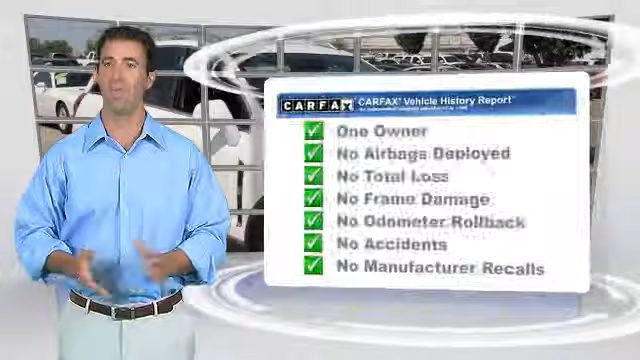 CARFAX CARFAX® Vehicle History Report™
One Owner
No Airbags Deployed
No Total Loss
No Frame Damage
No Odometer Rollback
No Accidents
No Manufacturer Recalls